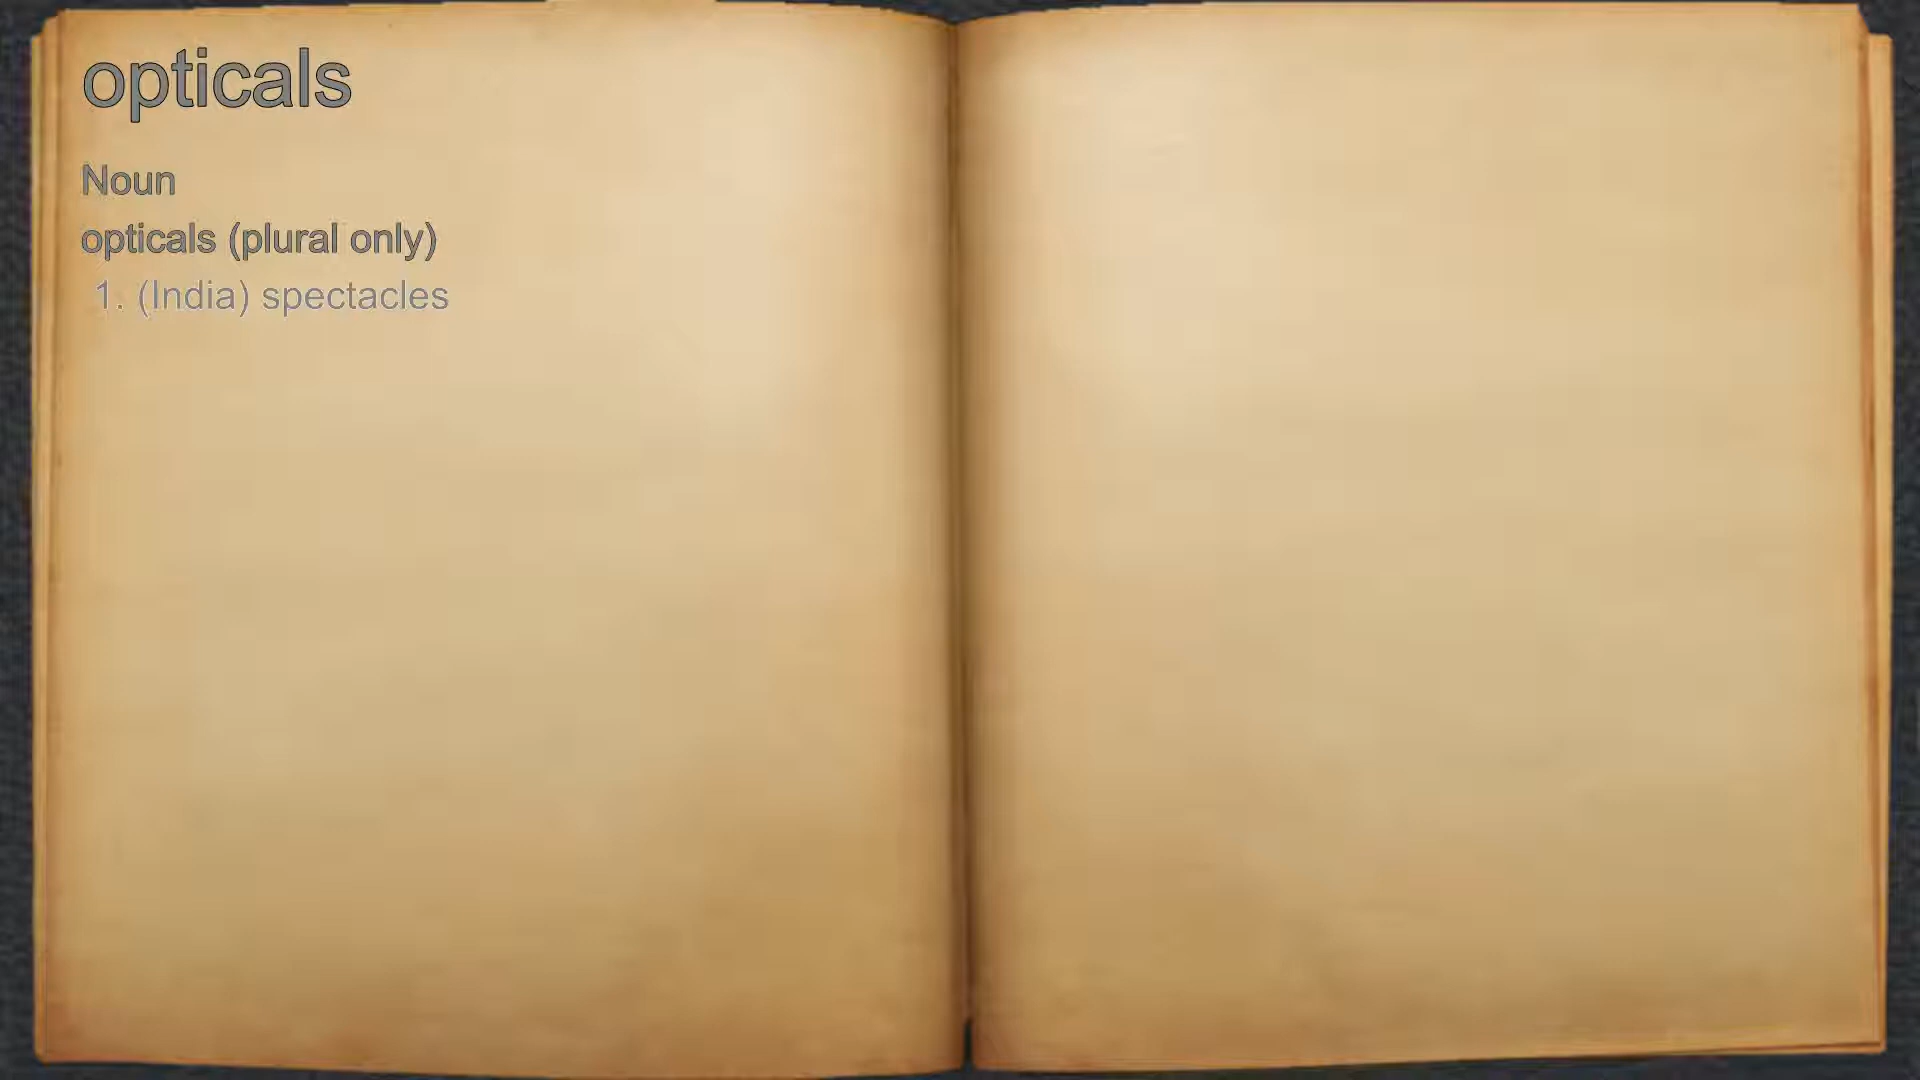 opticals
Noun
opticals (plural only)
1. (India) spectacles